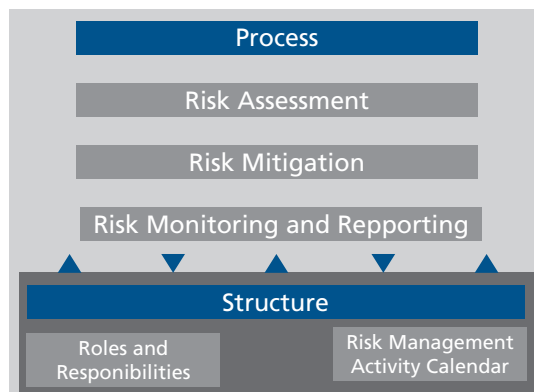 Process
Risk Assessment
Risk Mitigation
Risk Monitoring and Repporting
Structure
Roles and
Responibilities
Risk Management
Activity Calendar